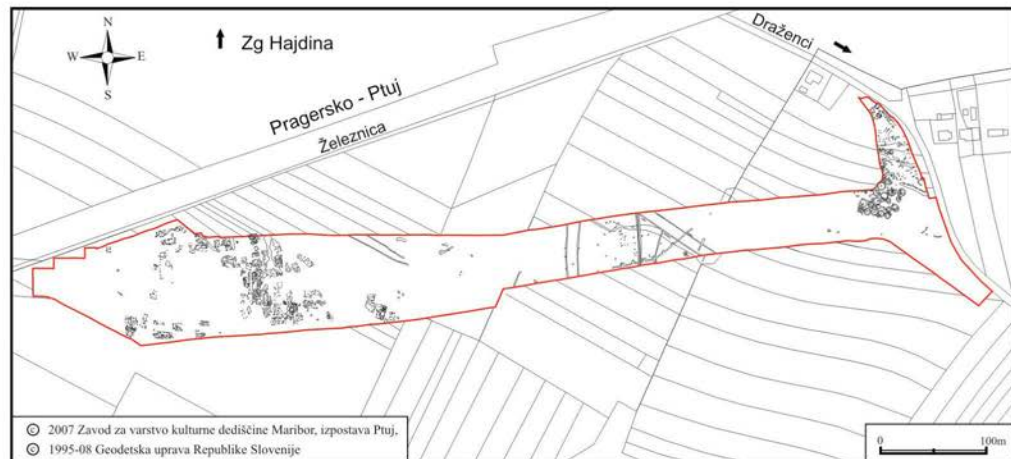 N
W E
S
Zg Hajdina
Draženci
Pragersko - Ptuj
Železnica
© 2007 Zavod za varstvo kulturne dediščine Maribor, izpostava Ptuj,
© 1995-08 Geodetska uprava Republike Slovenije
0 100m